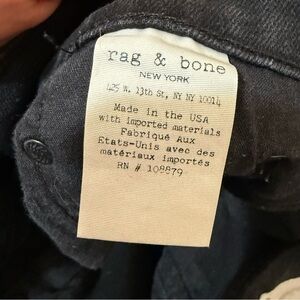 rag & bone
NEW YORK
425 W. 13th St, NY NY 10014
Made in the USA
with imported materials
Fabriqué Aux
Etats-Unis avec des
matériaux importés
RN # 108879